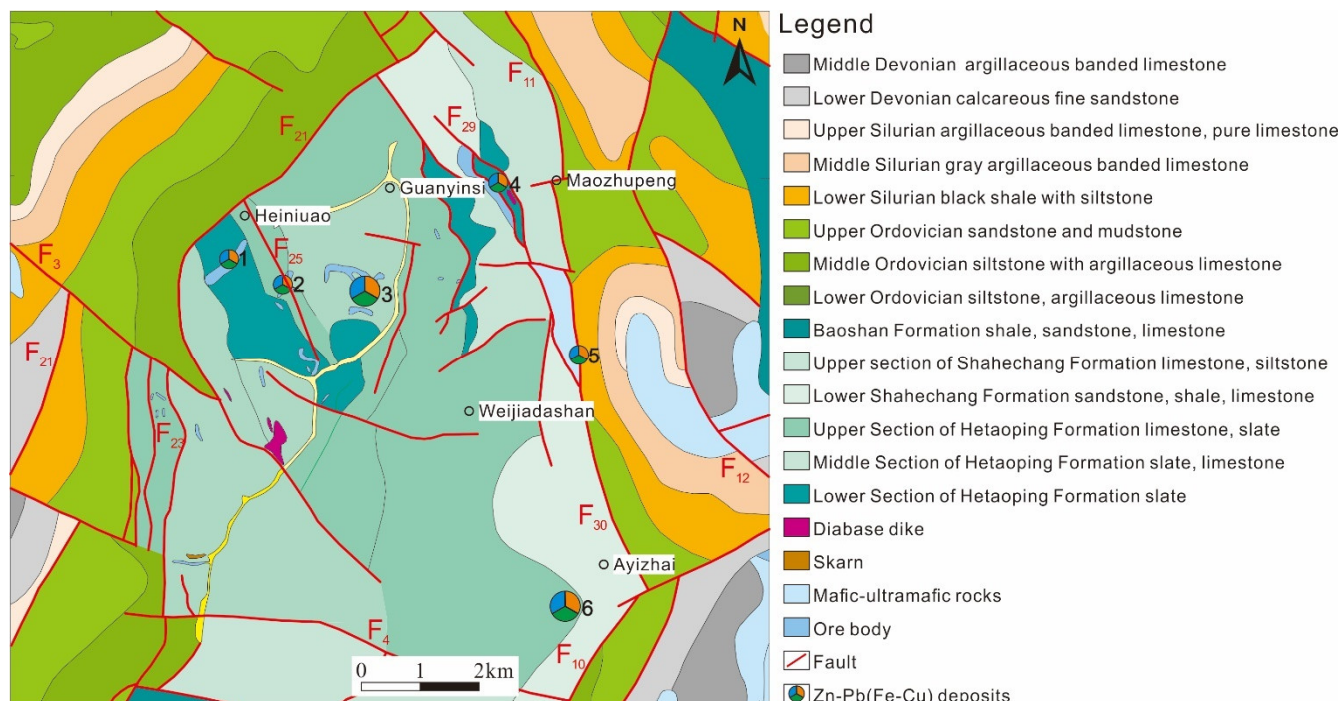 N
F11
F29
F21
Guanyinsi
4
Maozhupeng
Heiniuao
F3
F25
1
2
3
5
F21
Weijiadashan
F23
F12
F30
Ayizhai
6
F4
F10
0 1 2km
Legend
Middle Devonian argillaceous banded limestone
Lower Devonian calcareous fine sandstone
Upper Silurian argillaceous banded limestone, pure limestone
Middle Silurian gray argillaceous banded limestone
Lower Silurian black shale with siltstone
Upper Ordovician sandstone and mudstone
Middle Ordovician siltstone with argillaceous limestone
Lower Ordovician siltstone, argillaceous limestone
Baoshan Formation shale, sandstone, limestone
Upper section of Shahechang Formation limestone, siltstone
Lower Shahechang Formation sandstone, shale, limestone
Upper Section of Hetaoping Formation limestone, slate
Middle Section of Hetaoping Formation slate, limestone
Lower Section of Hetaoping Formation slate
Diabase dike
Skarn
Mafic-ultramafic rocks
Ore body
Fault
Zn-Pb(Fe-Cu) deposits